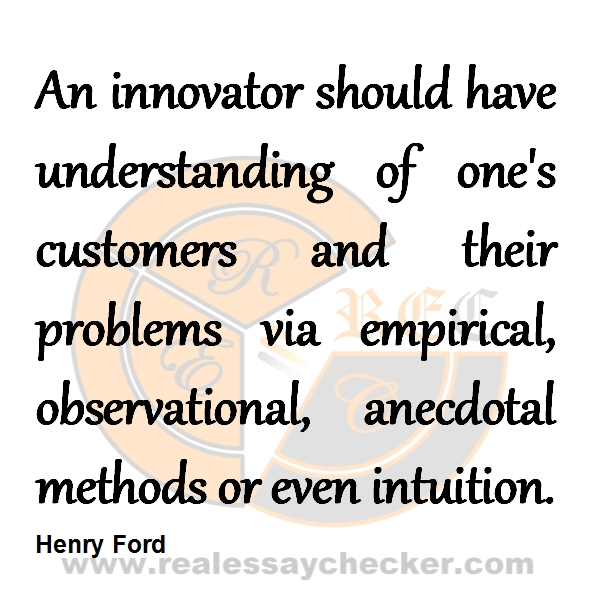 An innovator should have
understanding of one's
customers and their
problems via empirical,
observational, anecdotal
methods or even intuition.
Henry Ford
www.realessaychecker.com
R
E
C
REC